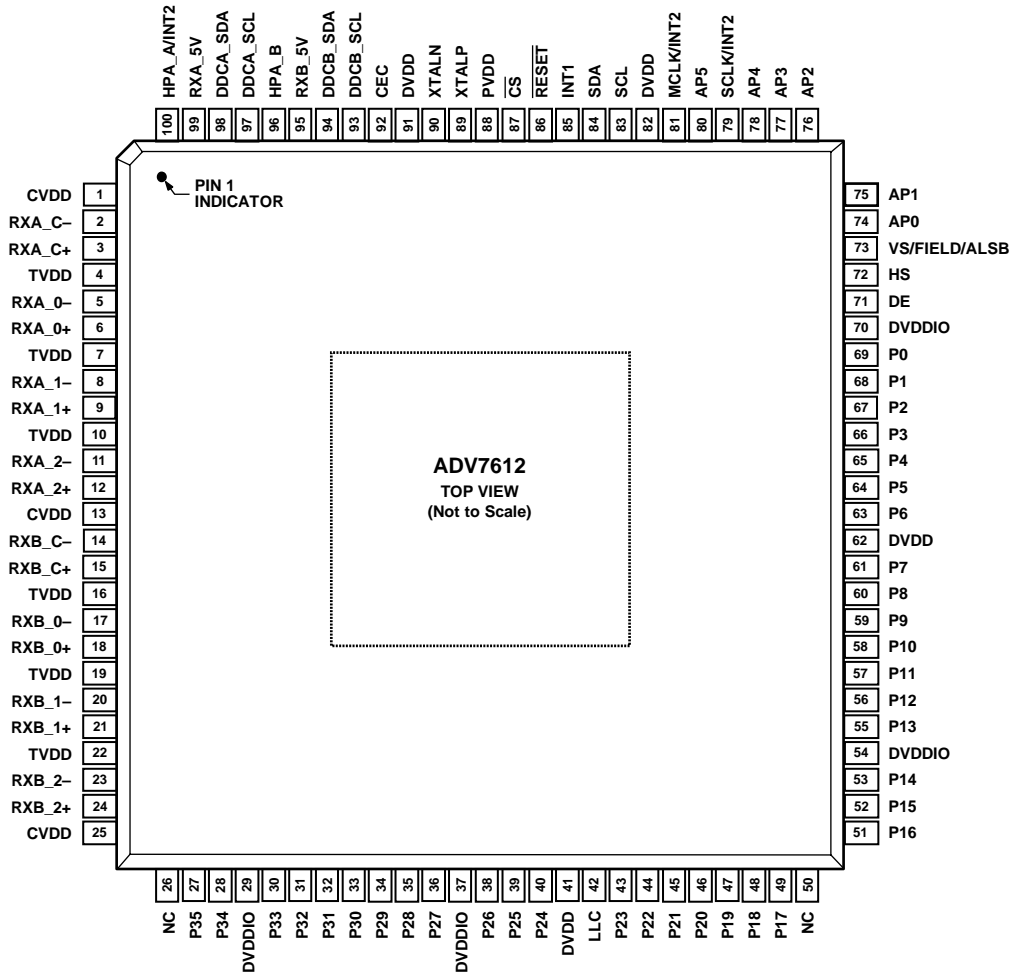 HPA_A/INT2
RXA_5V
DDCA_SDA
DDCA_SCL
HPA_B
RXB_5V
DDCB_SDA
DDCB_SCL
CEC
DVDD
XTALN
XTALP
PVDD
CS
RESET
INT1
SDA
SCL
DVDD
MCLK/INT2
AP5
SCLK/INT2
AP4
AP3
AP2
100
99
98
97
96
95
94
93
92
91
90
89
88
87
86
85
84
83
82
81
80
79
78
77
76
PIN 1
INDICATOR
CVDD 1
RXA_C– 2
RXA_C+ 3
TVDD 4
RXA_0– 5
RXA_0+ 6
TVDD 7
RXA_1– 8
RXA_1+ 9
TVDD 10
RXA_2– 11
RXA_2+ 12
CVDD 13
RXB_C– 14
RXB_C+ 15
TVDD 16
RXB_0– 17
RXB_0+ 18
TVDD 19
RXB_1– 20
RXB_1+ 21
TVDD 22
RXB_2– 23
RXB_2+ 24
CVDD 25
ADV7612
TOP VIEW
(Not to Scale)
75 AP1
74 AP0
73 VS/FIELD/ALSB
72 HS
71 DE
70 DVDDIO
69 P0
68 P1
67 P2
66 P3
65 P4
64 P5
63 P6
62 DVDD
61 P7
60 P8
59 P9
58 P10
57 P11
56 P12
55 P13
54 DVDDIO
53 P14
52 P15
51 P16
26
27
28
29
30
31
32
33
34
35
36
37
38
39
40
41
42
43
44
45
46
47
48
49
50
NC
P35
P34
DVDDIO
P33
P32
P31
P30
P29
P28
P27
DVDDIO
P26
P25
P24
DVDD
LLC
P23
P22
P21
P20
P19
P18
P17
NC